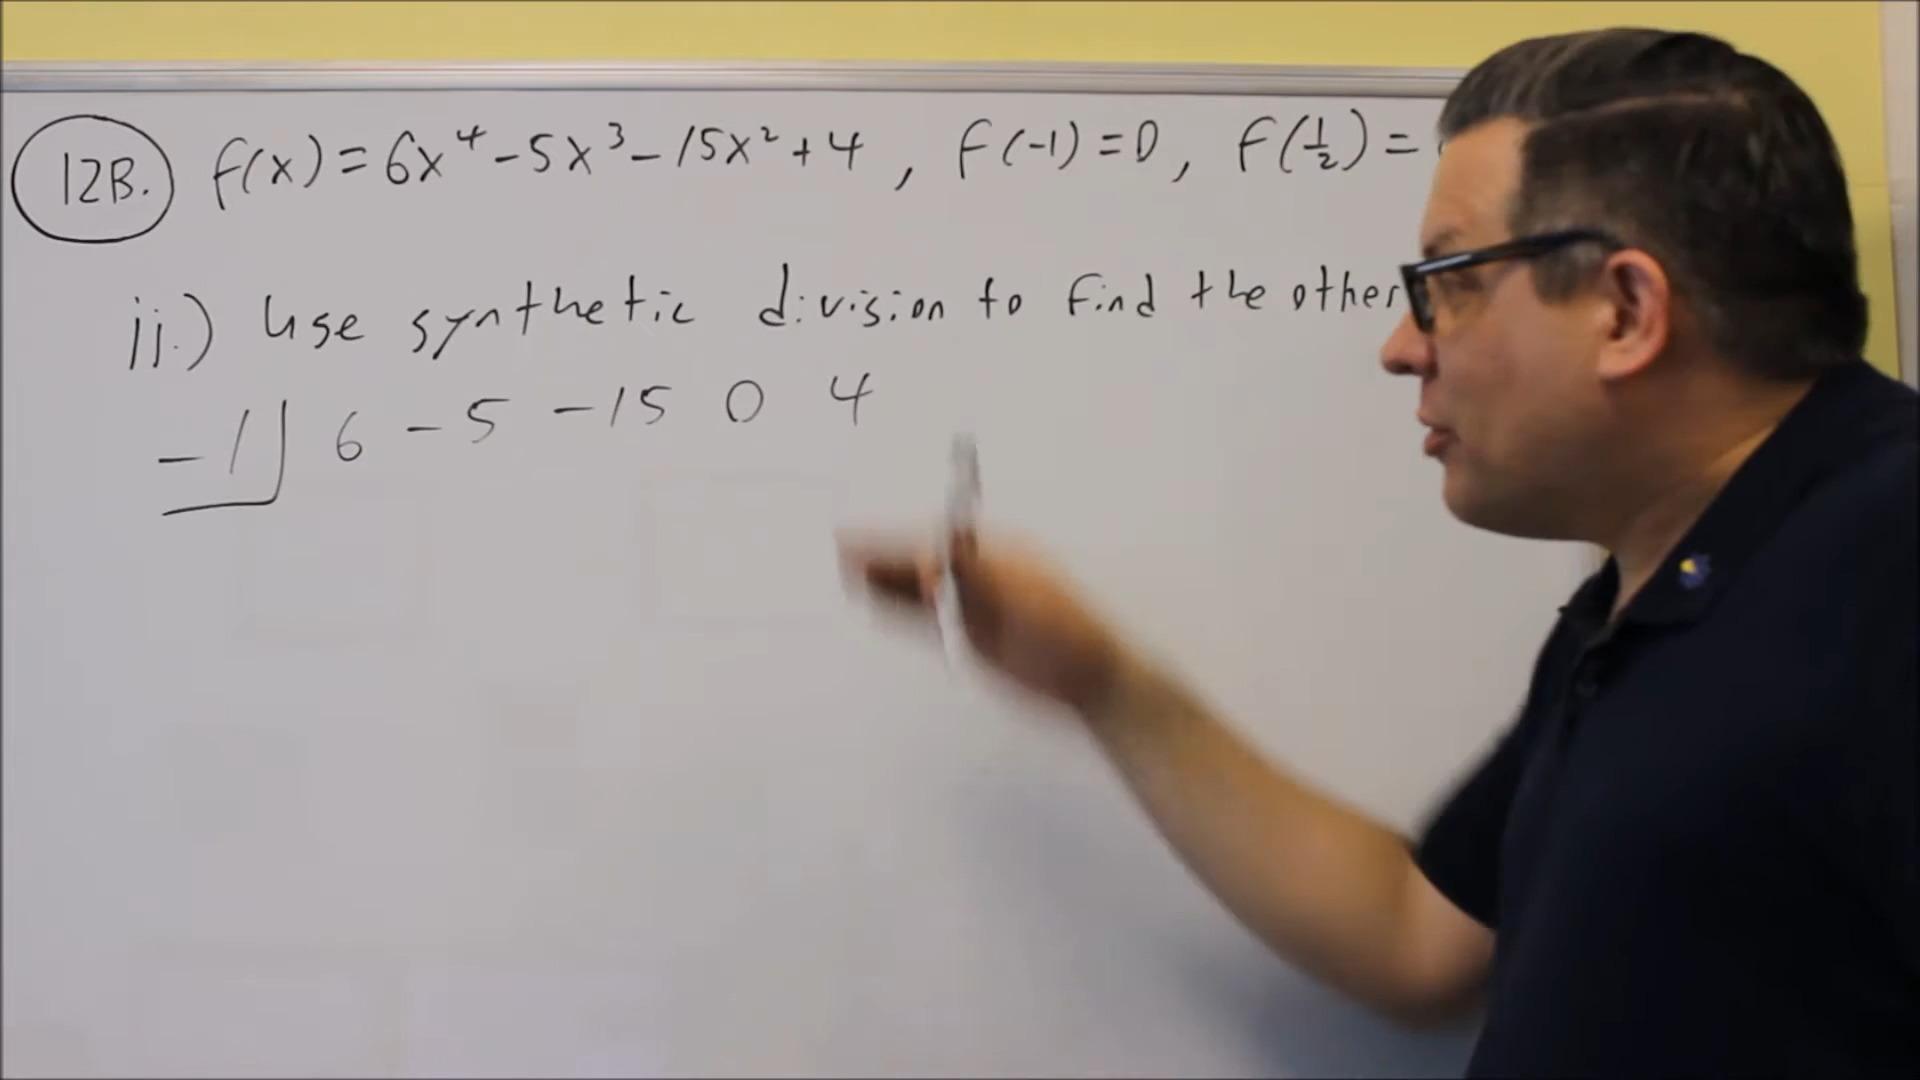 12B. f(x) = 6x⁴ - 5x³ - 15x² + 4 , f(-1) = 0 , f(½) =
ii.) Use synthetic division to find the other
-1⌋ 6 -5 -15 0 4